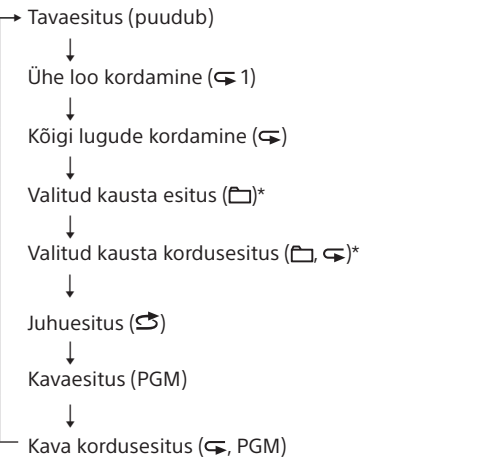 Tavaesitus (puudub)
Ühe loo kordamine (1)
Kõigi lugude kordamine ()
Valitud kausta esitus ()*
Valitud kausta kordusesitus (, )*
Juhuesitus ()
Kavaesitus (PGM)
Kava kordusesitus (, PGM)